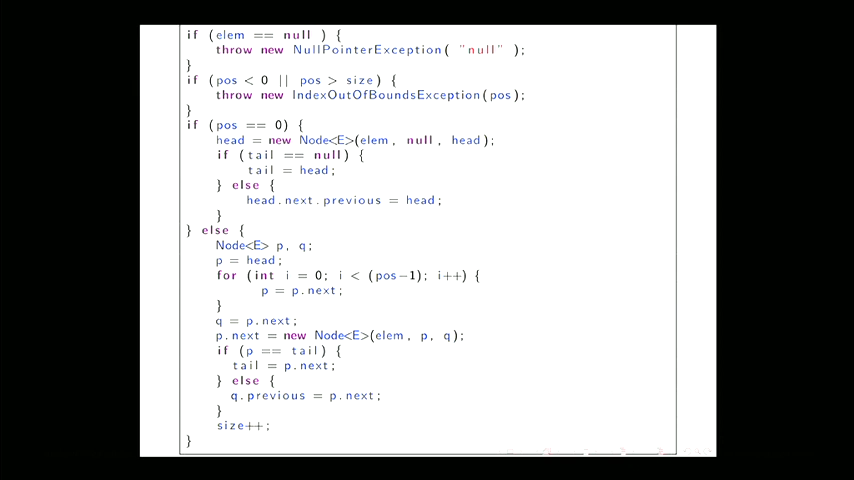 if (elem == null ) {
throw new NullPointerException( "null" );
}
if (pos < 0 || pos > size) {
throw new IndexOutOfBoundsException(pos);
}
if (pos == 0) {
head = new Node<E>(elem, null, head);
if (tail == null) {
tail = head;
} else {
head.next.previous = head;
}
} else {
Node<E> p, q;
p = head;
for (int i = 0; i < (pos-1); i++) {
p = p.next;
}
q = p.next;
p.next = new Node<E>(elem, p, q);
if (p == tail) {
tail = p.next;
} else {
q.previous = p.next;
}
size++;
}